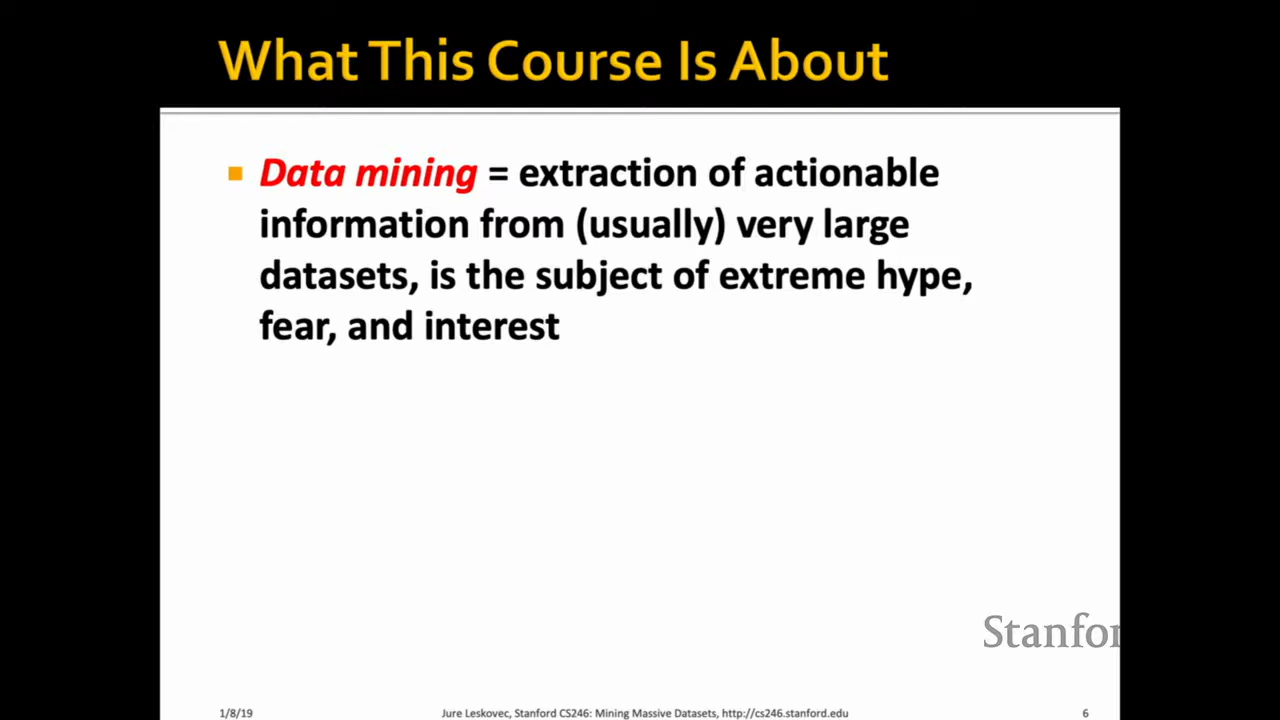 What This Course Is About
Data mining = extraction of actionable
information from (usually) very large
datasets, is the subject of extreme hype,
fear, and interest
Stanfor
1/8/19 Jure Leskovec, Stanford CS246: Mining Massive Datasets, http://cs246.stanford.edu 6